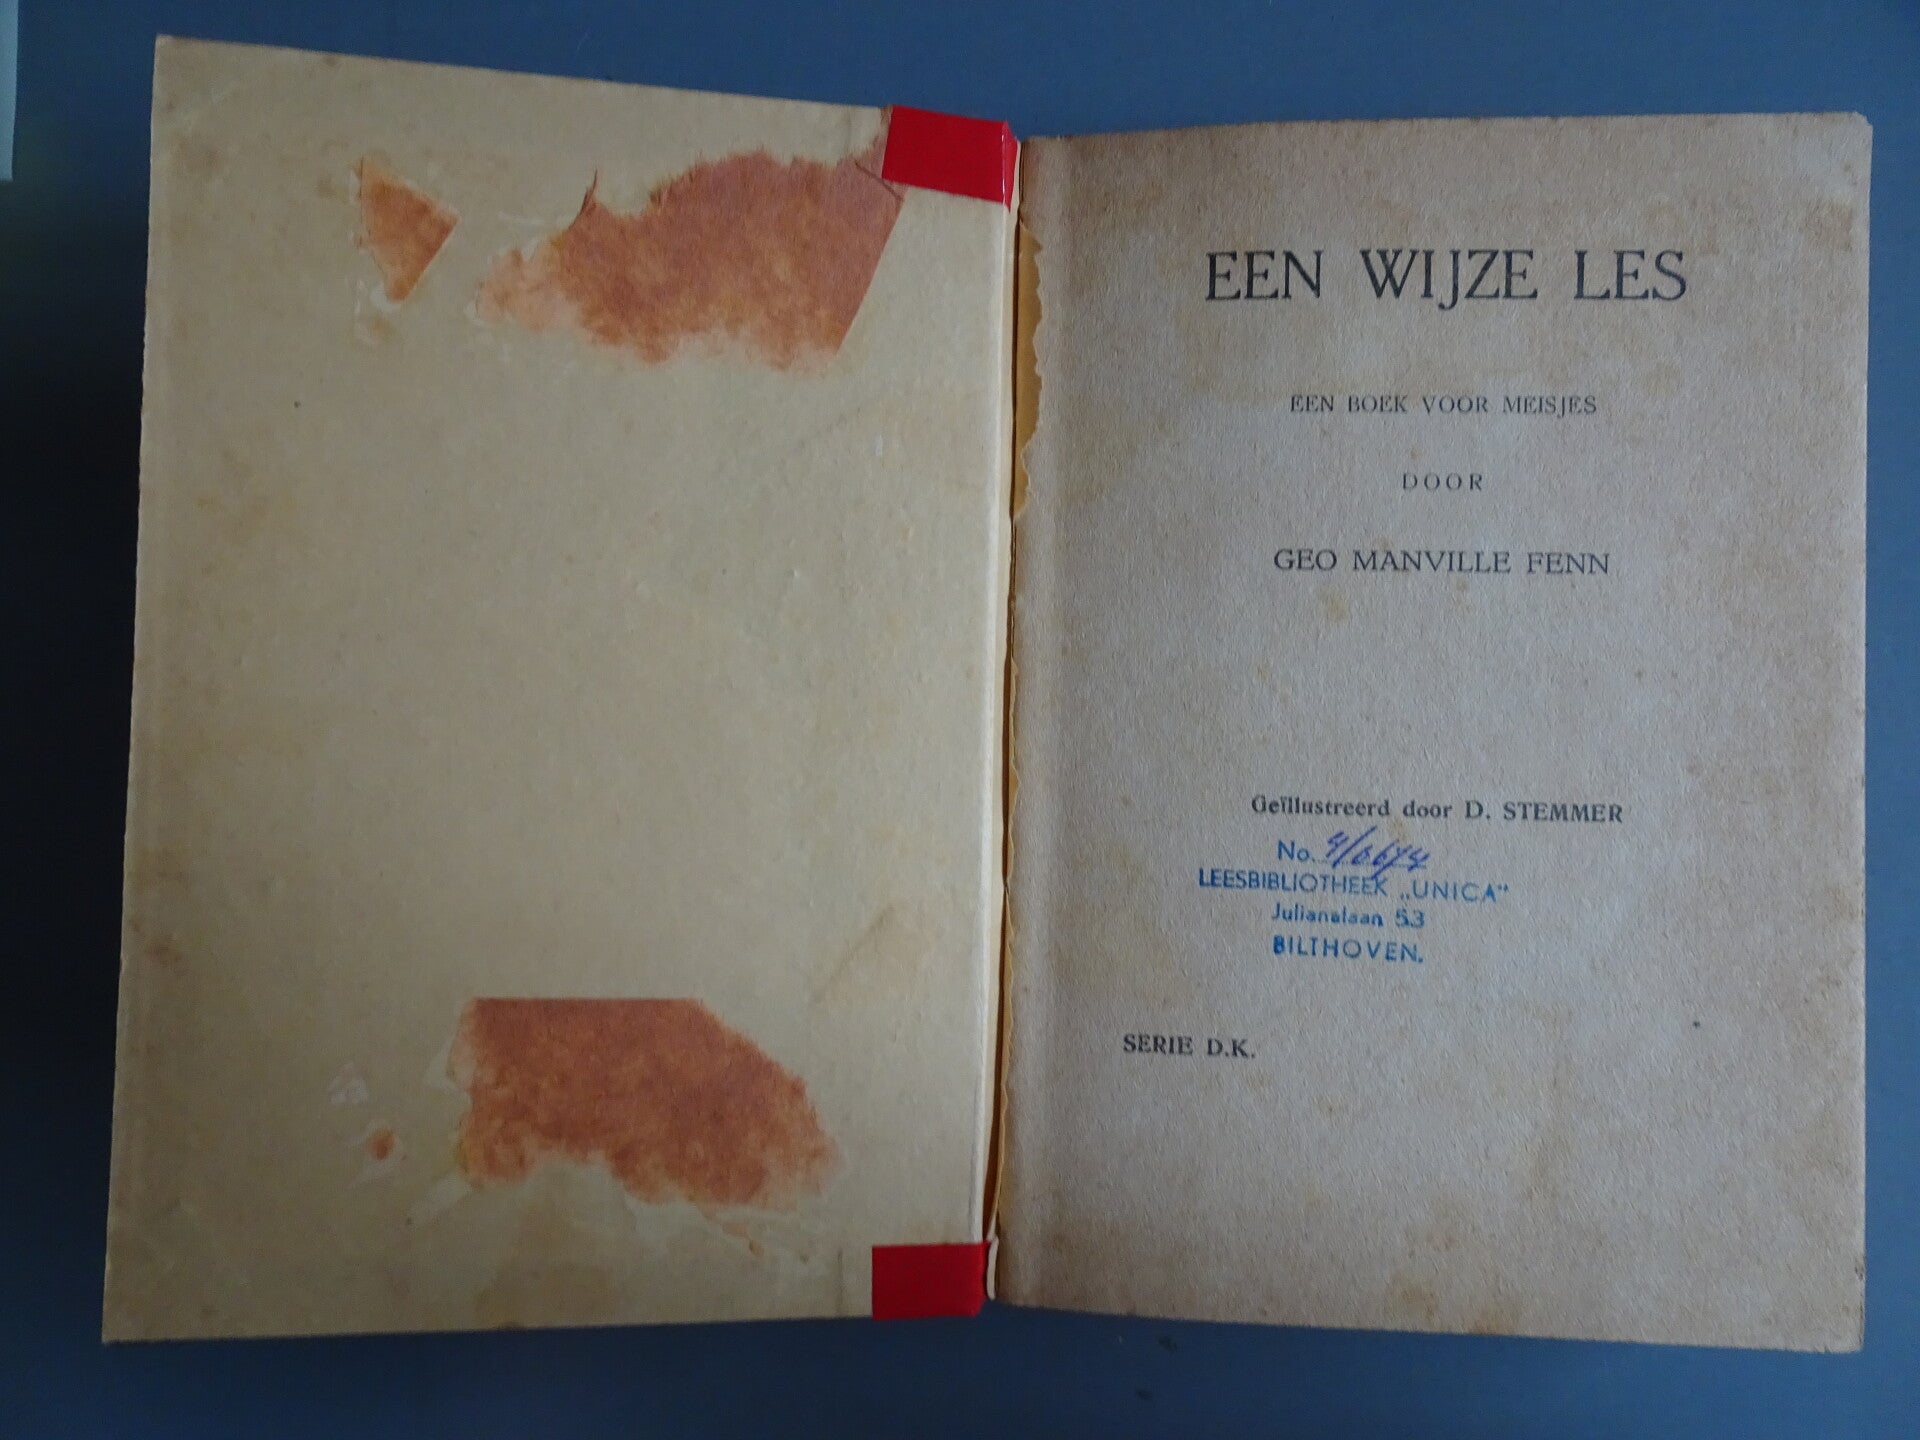 EEN WIJZE LES
EEN BOEK VOOR MEISJES
DOOR
GEO MANVILLE FENN
Geïllustreerd door D. STEMMER
No.
LEESBIBLIOTHEEK „UNICA"
Julianalaan 53
BILTHOVEN.
SERIE D.K.